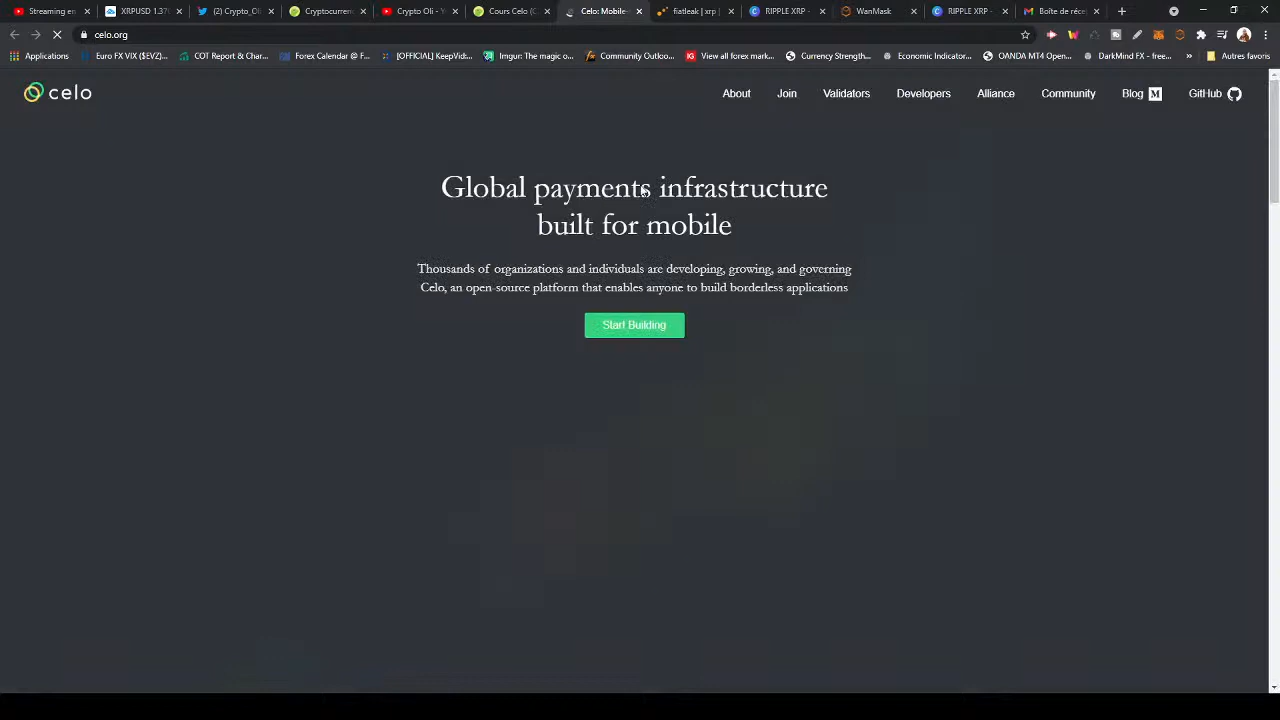 Streaming en
XRPUSD 1.3?(
(2) Crypto_Oli
Cryptocurren
Crypto Oli - Y
Cours Celo (C
Celo: Mobile-
fiatleak | xrp |
RIPPLE XRP -
WanMask
RIPPLE XRP -
Boîte de réc
celo.org
Applications
Euro FX VIX ($EVZ)...
COT Report & Char...
Forex Calendar @ F...
[OFFICIAL] KeepVid...
Imgur: The magic o...
Community Outloo...
View all forex mark...
Currency Strength...
Economic Indicator...
OANDA MT4 Open...
DarkMind FX - free...
Autres favoris
celo
About
Join
Validators
Developers
Alliance
Community
Blog
GitHub
Global payments infrastructure
built for mobile
Thousands of organizations and individuals are developing, growing, and governing
Celo, an open-source platform that enables anyone to build borderless applications
Start Building